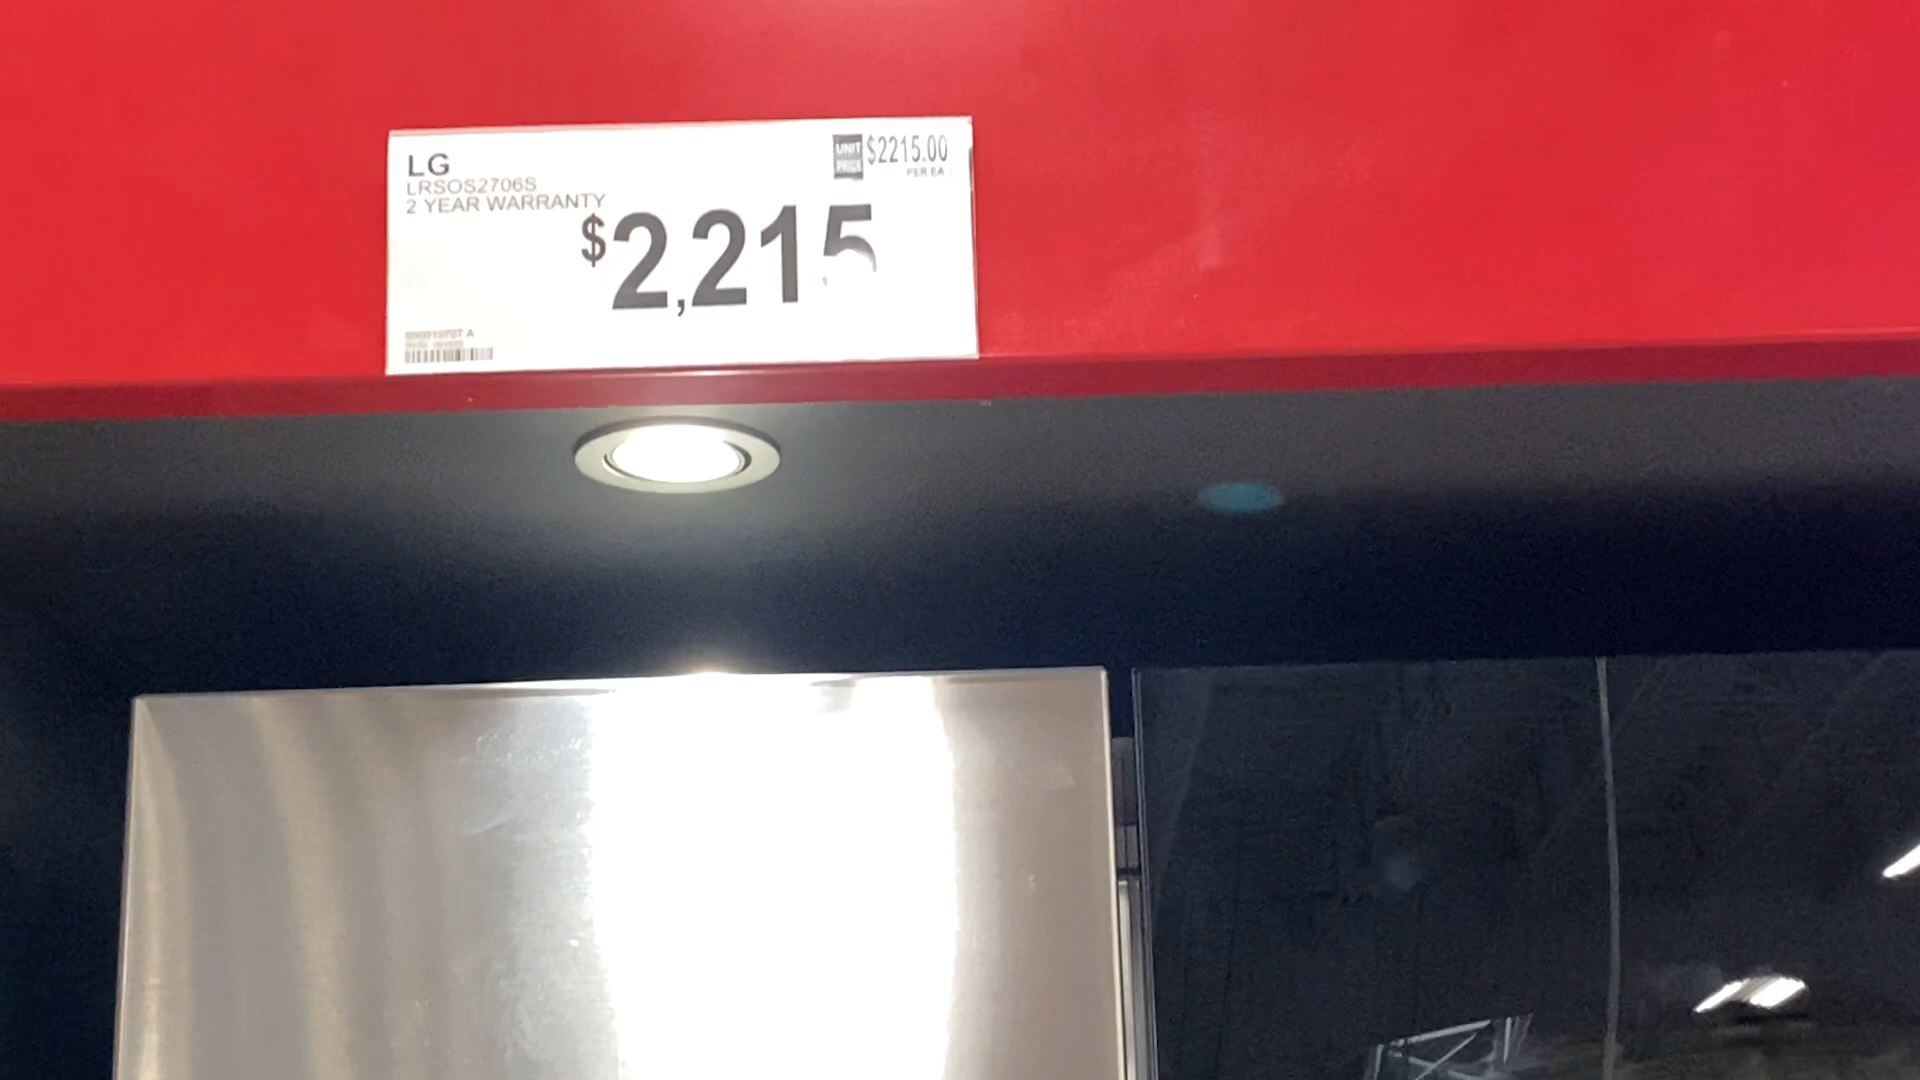 LG
LRSOS2706S
2 YEAR WARRANTY
UNIT PRICE $2215.00
PER EA
$2,215